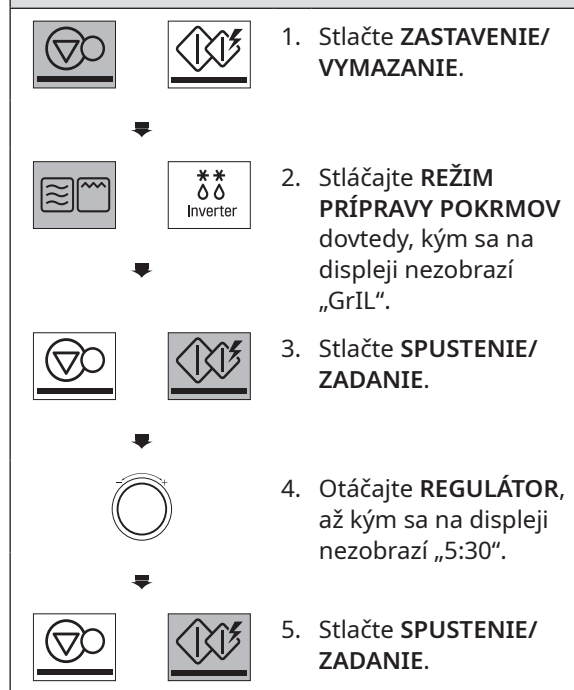 1. Stlačte ZASTAVENIE/
VYMAZANIE.
Inverter
2. Stláčajte REŽIM
PRÍPRAVY POKRMOV
dovtedy, kým sa na
displeji nezobrazí
„GrIL“.
3. Stlačte SPUSTENIE/
ZADANIE.
4. Otáčajte REGULÁTOR,
až kým sa na displeji
nezobrazí „5:30“.
5. Stlačte SPUSTENIE/
ZADANIE.